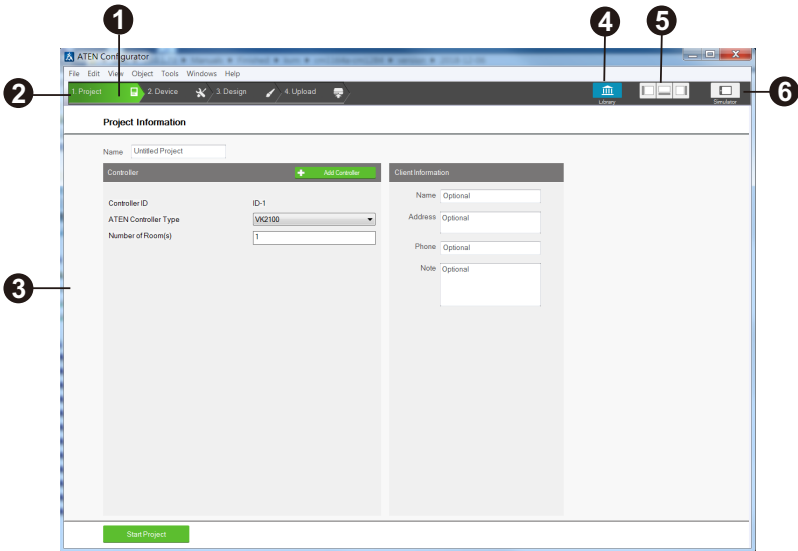 1
4
5
ATEN Configurator
File Edit View Object Tools Windows Help
2
1. Project 2. Device 3. Design 4. Upload
Library
Simulator
6
Project Information
Name Untitled Project
Controller
Add Controller
Client Information
Controller ID ID-1
ATEN Controller Type VK2100
Number of Room(s) 1
Name Optional
Address Optional
Phone Optional
Note Optional
3
Start Project